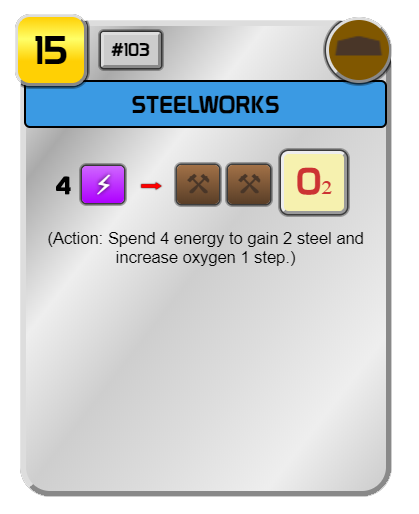 15 #103
STEELWORKS
4 O2
(Action: Spend 4 energy to gain 2 steel and
increase oxygen 1 step.)